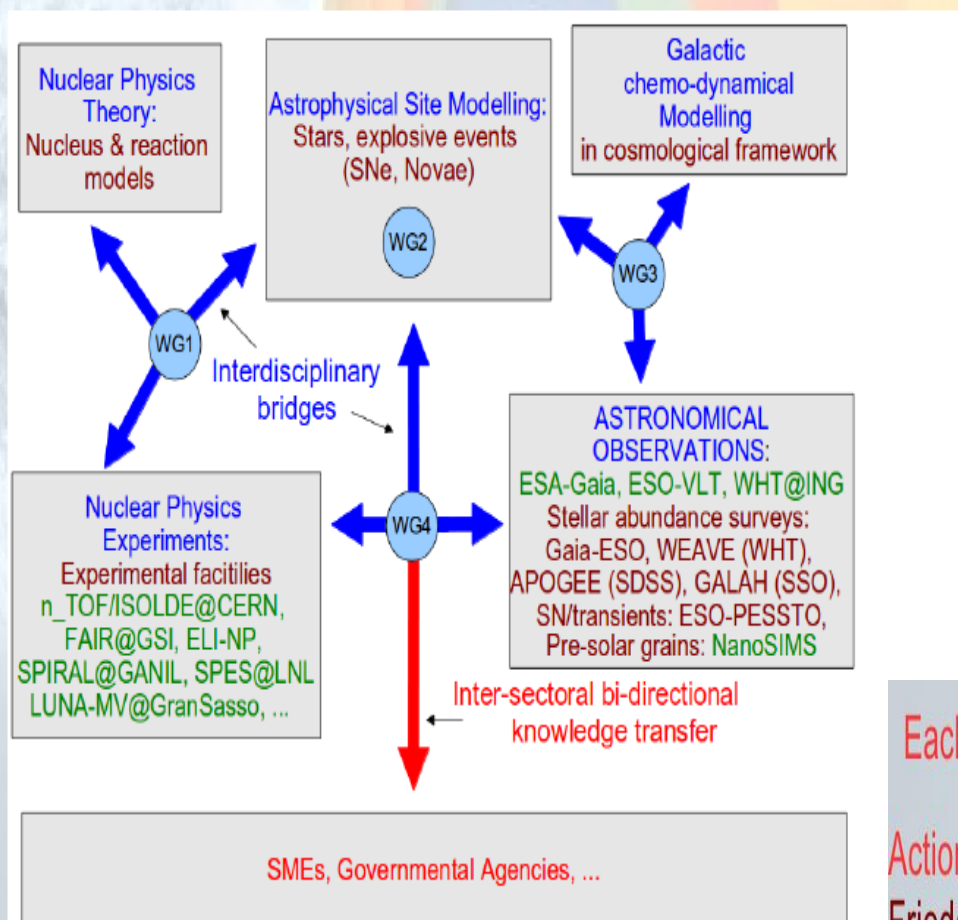 Nuclear Physics
Theory:
Nucleus & reaction
models
Astrophysical Site Modelling:
Stars, explosive events
(SNe, Novae)
WG2
Galactic
chemo-dynamical
Modelling
in cosmological framework
WG3
WG1
Interdisciplinary
bridges
WG4
Nuclear Physics
Experiments:
Experimental facitilies
n_TOF/ISOLDE@CERN,
FAIR@GSI, ELI-NP,
SPIRAL@GANIL, SPES@LNL
LUNA-MV@GranSasso, ...
ASTRONOMICAL
OBSERVATIONS:
ESA-Gaia, ESO-VLT, WHT@ING
Stellar abundance surveys:
Gaia-ESO, WEAVE (WHT),
APOGEE (SDSS), GALAH (SSO),
SN/transients: ESO-PESSTO,
Pre-solar grains: NanoSIMS
Inter-sectoral bi-directional
knowledge transfer
SMEs, Governmental Agencies, ...